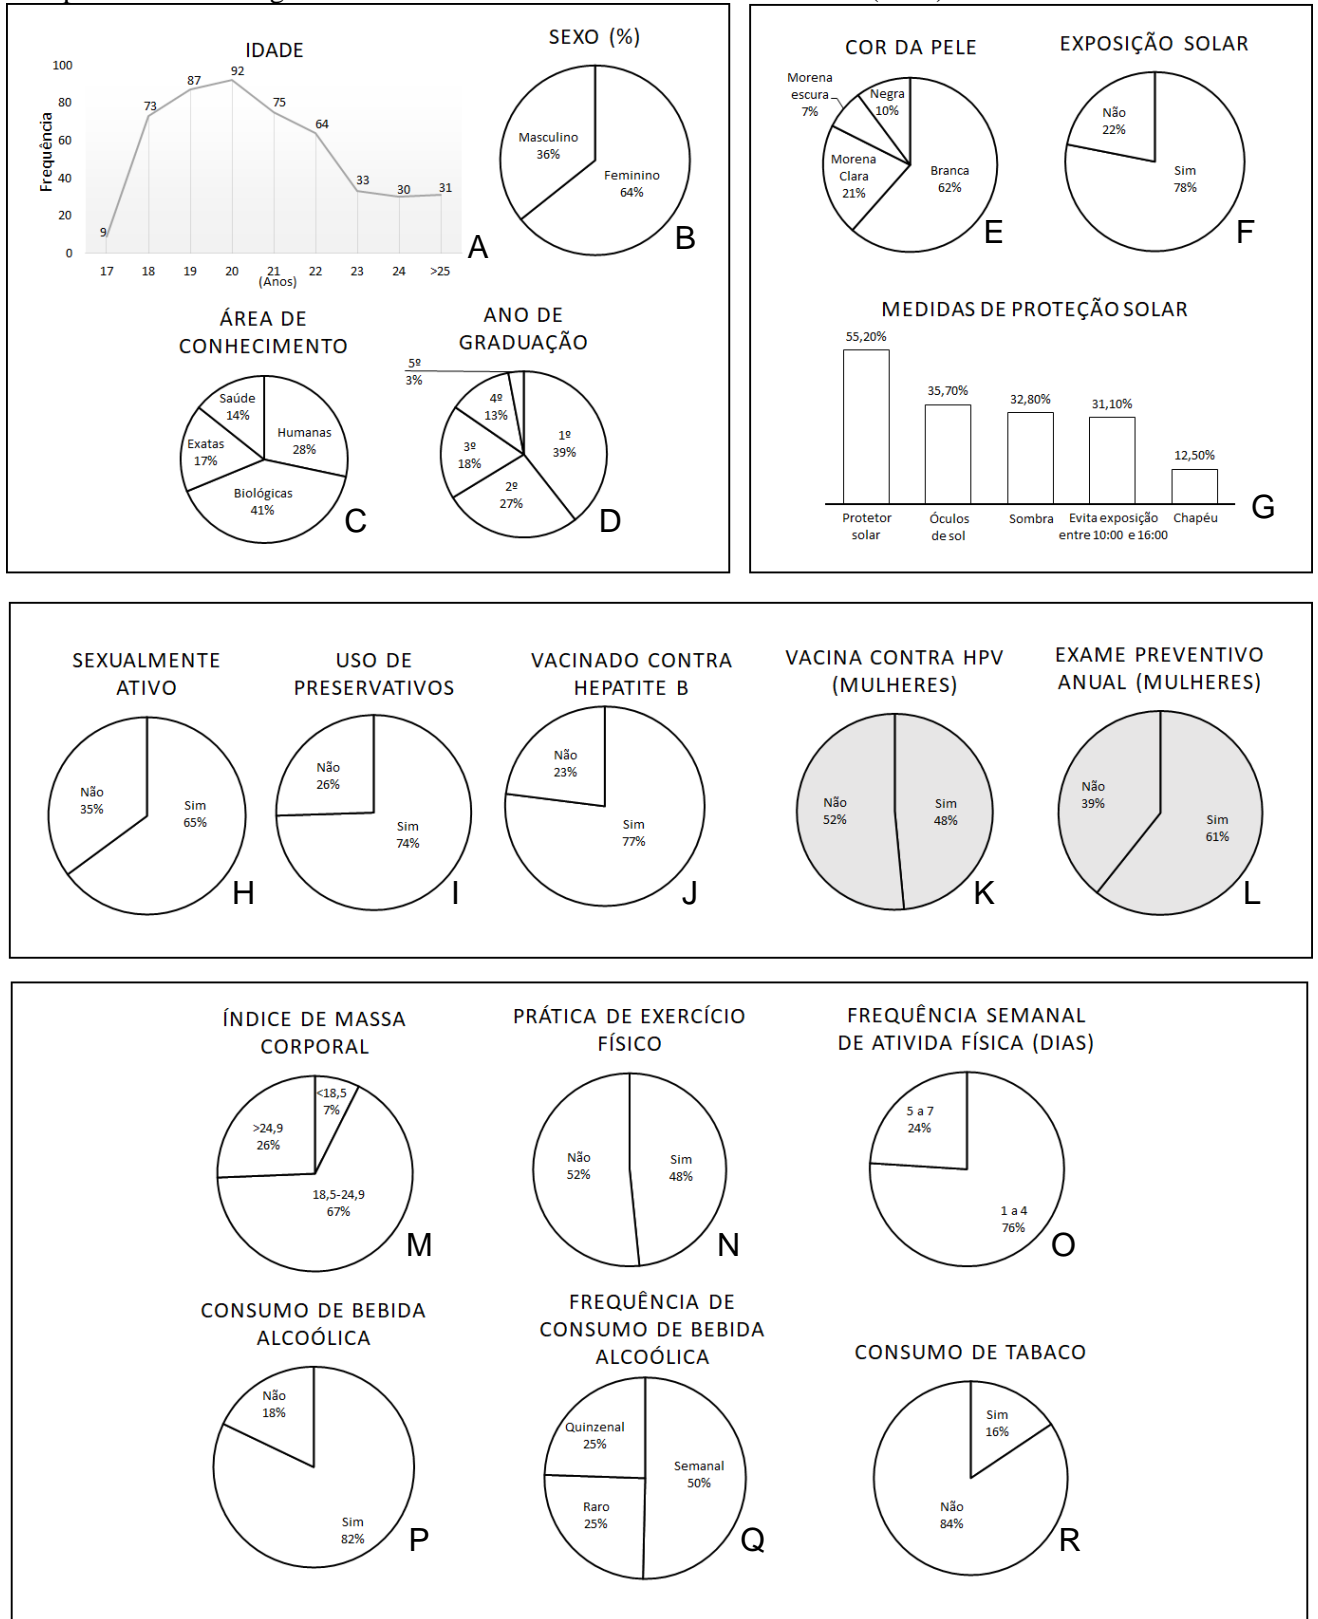 IDADE
100
80
60
40
20
0
Frequência
9
73
87
92
75
64
33
30
31
17
18
19
20
21
22
23
24
>25
(Anos)
A
SEXO (%)
Masculino
36%
Feminino
64%
B
ÁREA DE
CONHECIMENTO
Saúde
14%
Humanas
28%
Exatas
17%
Biológicas
41%
C
ANO DE
GRADUAÇÃO
5º
3%
4º
13%
1º
39%
3º
18%
2º
27%
D
COR DA PELE
Morena
escura
7%
Negra
10%
Morena
Clara
21%
Branca
62%
E
EXPOSIÇÃO SOLAR
Não
22%
Sim
78%
F
MEDIDAS DE PROTEÇÃO SOLAR
55,20%
35,70%
32,80%
31,10%
12,50%
Protetor
solar
Óculos
de sol
Sombra
Evita exposição
entre 10:00 e 16:00
Chapéu
G
SEXUALMENTE
ATIVO
Não
35%
Sim
65%
H
USO DE
PRESERVATIVOS
Não
26%
Sim
74%
I
VACINADO CONTRA
HEPATITE B
Não
23%
Sim
77%
J
VACINA CONTRA HPV
(MULHERES)
Não
52%
Sim
48%
K
EXAME PREVENTIVO
ANUAL (MULHERES)
Não
39%
Sim
61%
L
ÍNDICE DE MASSA
CORPORAL
<18,5
7%
>24,9
26%
18,5-24,9
67%
M
PRÁTICA DE EXERCÍCIO
FÍSICO
Não
52%
Sim
48%
N
FREQUÊNCIA SEMANAL
DE ATIVIDA FÍSICA (DIAS)
5 a 7
24%
1 a 4
76%
O
CONSUMO DE BEBIDA
ALCOÓLICA
Não
18%
Sim
82%
P
FREQUÊNCIA DE
CONSUMO DE BEBIDA
ALCOÓLICA
Quinzenal
25%
Semanal
50%
Raro
25%
Q
CONSUMO DE TABACO
Sim
16%
Não
84%
R